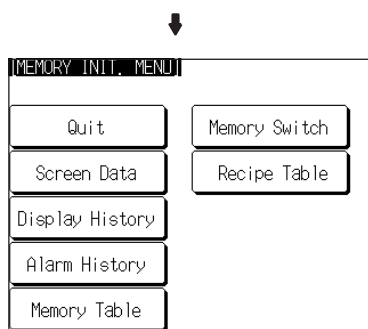 [MEMORY INIT. MENU]
Quit
Memory Switch
Screen Data
Recipe Table
Display History
Alarm History
Memory Table